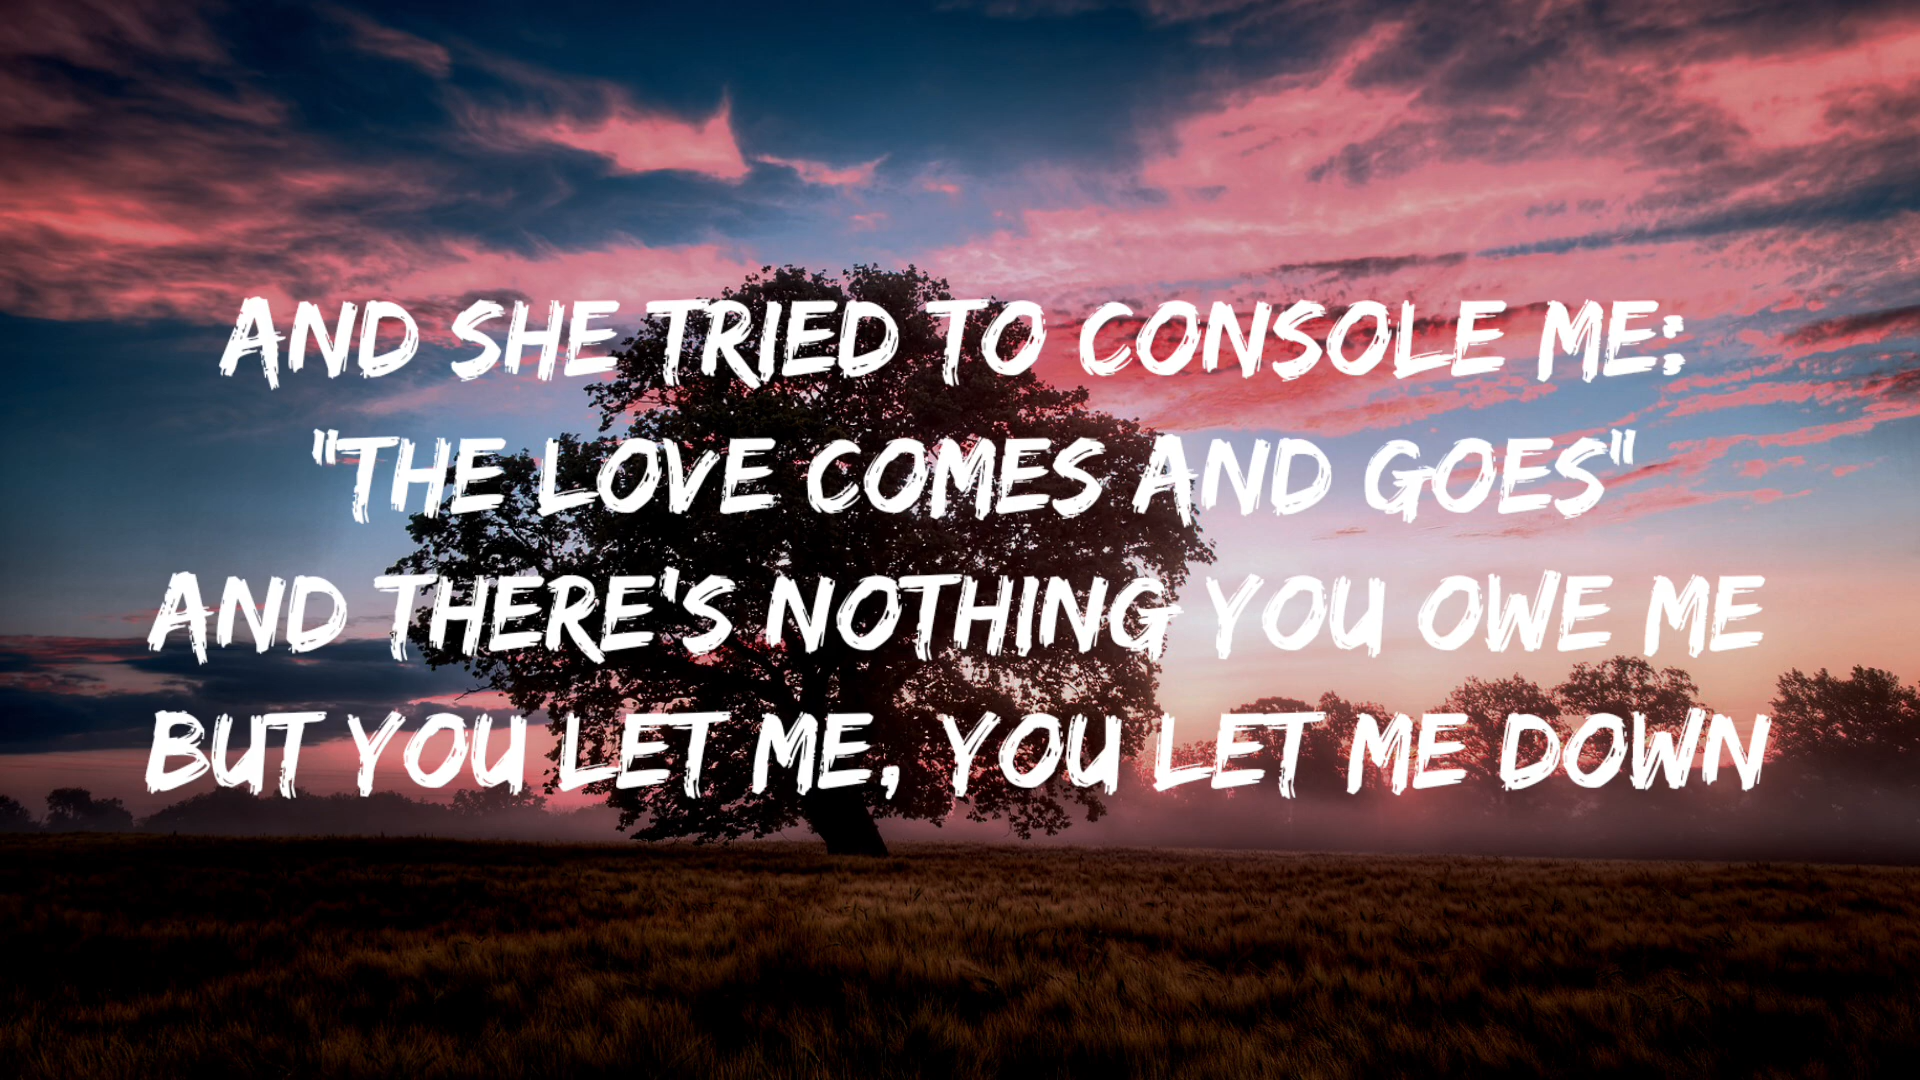 AND SHE TRIED TO CONSOLE ME:
"THE LOVE COMES AND GOES"
AND THERE'S NOTHING YOU OWE ME
BUT YOU LET ME, YOU LET ME DOWN